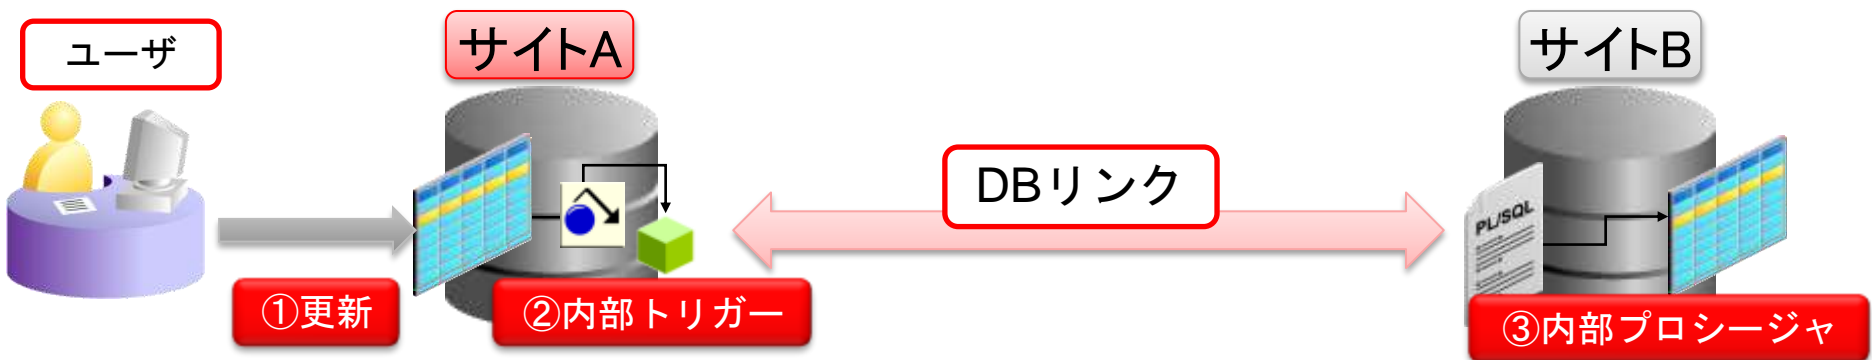 ユーザ
サイトA
サイトB
DBリンク
PL/SQL
①更新
②内部トリガー
③内部プロシージャ